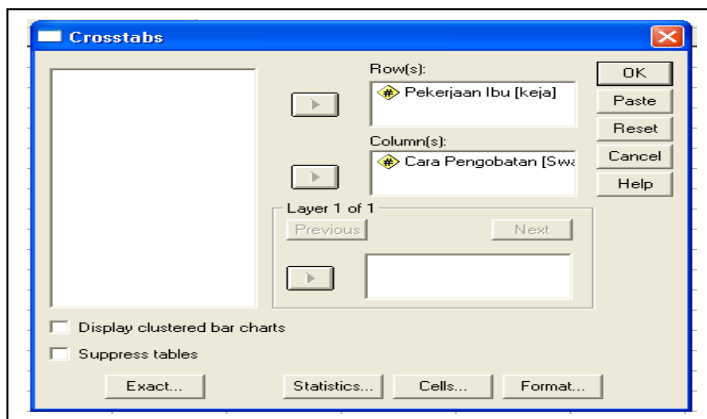 Crosstabs
Row(s):
Pekerjaan Ibu [keja]
Column(s):
Cara Pengobatan [Swa
Layer 1 of 1
Previous
Next
Display clustered bar charts
Suppress tables
Exact...
Statistics...
Cells...
Format...
OK
Paste
Reset
Cancel
Help